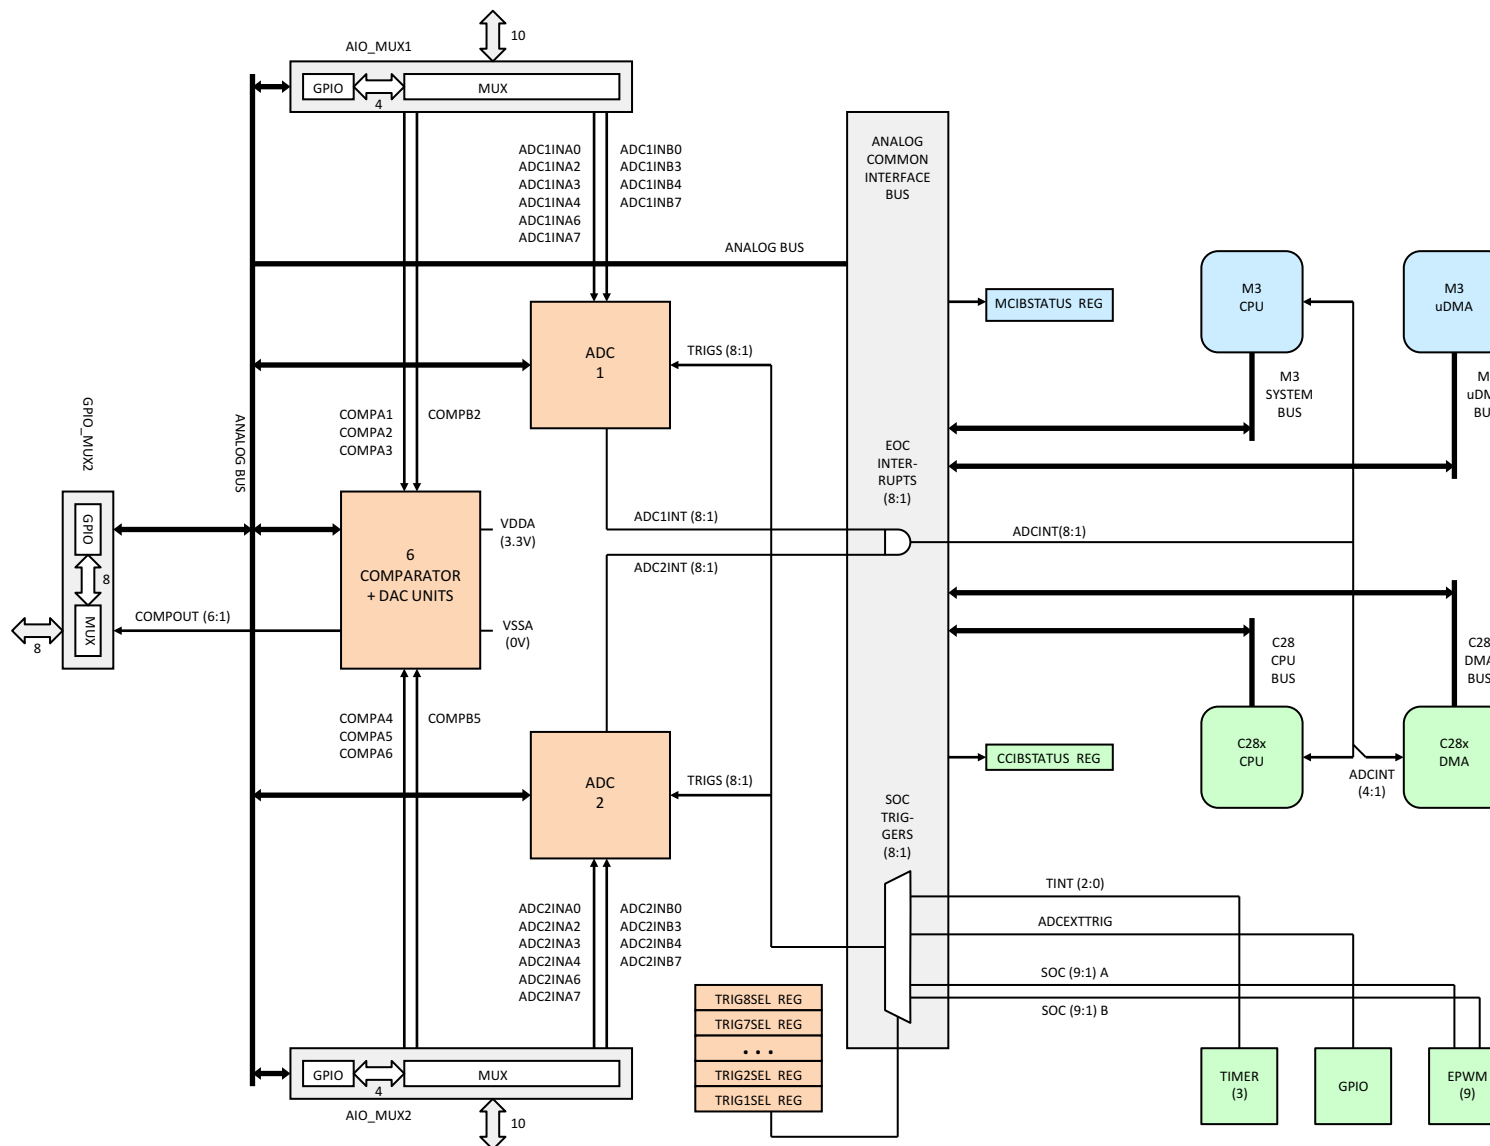 10
AIO_MUX1
GPIO
4
MUX
ADC1INA0
ADC1INA2
ADC1INA3
ADC1INA4
ADC1INA6
ADC1INA7
ADC1INB0
ADC1INB3
ADC1INB4
ADC1INB7
ANALOG
COMMON
INTERFACE
BUS
ANALOG BUS
MCIBSTATUS REG
M3
CPU
M3
uDMA
ADC
1
TRIGS (8:1)
M3
SYSTEM
BUS
GPIO_MUX2
ANALOG BUS
COMPA1
COMPA2
COMPA3
COMPB2
EOC
INTER-
RUPTS
(8:1)
GPIO
8
MUX
8
COMPOUT (6:1)
6
COMPARATOR
+ DAC UNITS
VDDA
(3.3V)
VSSA
(0V)
ADC1INT (8:1)
ADC2INT (8:1)
ADCINT(8:1)
C28
CPU
BUS
C28
DMA
BUS
COMPA4
COMPA5
COMPA6
COMPB5
ADC
2
TRIGS (8:1)
CCIBSTATUS REG
C28x
CPU
ADCINT
(4:1)
C28x
DMA
SOC
TRIG-
GERS
(8:1)
ADC2INA0
ADC2INA2
ADC2INA3
ADC2INA4
ADC2INA6
ADC2INA7
ADC2INB0
ADC2INB3
ADC2INB4
ADC2INB7
TINT (2:0)
ADCEXTTRIG
SOC (9:1) A
SOC (9:1) B
TRIG8SEL REG
TRIG7SEL REG
. . .
TRIG2SEL REG
TRIG1SEL REG
GPIO
4
MUX
AIO_MUX2
10
TIMER
(3)
GPIO
EPWM
(9)